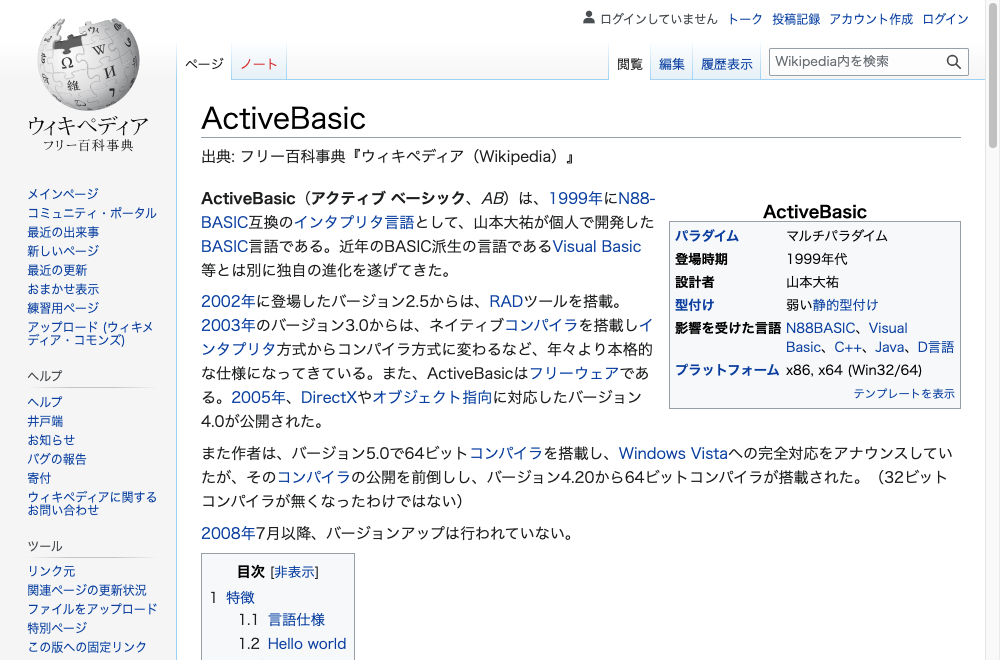 ログインしていません トーク 投稿記録 アカウント作成 ログイン
ページ ノート 閲覧 編集 履歴表示 Wikipedia内を検索
ウィキペディア
フリー百科事典
メインページ
コミュニティ・ポータル
最近の出来事
新しいページ
最近の更新
おまかせ表示
練習用ページ
アップロード (ウィキメ
ディア・コモンズ)
ヘルプ
ヘルプ
井戸端
お知らせ
バグの報告
寄付
ウィキペディアに関する
お問い合わせ
ツール
リンク元
関連ページの更新状況
ファイルをアップロード
特別ページ
この版への固定リンク
ActiveBasic
出典: フリー百科事典『ウィキペディア（Wikipedia）』
ActiveBasic（アクティブ ベーシック、AB）は、1999年にN88-
BASIC互換のインタプリタ言語として、山本大祐が個人で開発した
BASIC言語である。近年のBASIC派生の言語であるVisual Basic
等とは別に独自の進化を遂げてきた。
2002年に登場したバージョン2.5からは、RADツールを搭載。
2003年のバージョン3.0からは、ネイティブコンパイラを搭載しイ
ンタプリタ方式からコンパイラ方式に変わるなど、年々より本格的
な仕様になってきている。また、ActiveBasicはフリーウェアであ
る。2005年、DirectXやオブジェクト指向に対応したバージョン
4.0が公開された。
ActiveBasic
パラダイム マルチパラダイム
登場時期 1999年代
設計者 山本大祐
型付け 弱い静的型付け
影響を受けた言語 N88BASIC、Visual
Basic、C++、Java、D言語
プラットフォーム x86, x64 (Win32/64)
テンプレートを表示
また作者は、バージョン5.0で64ビットコンパイラを搭載し、Windows Vistaへの完全対応をアナウンスしてい
たが、そのコンパイラの公開を前倒しし、バージョン4.20から64ビットコンパイラが搭載された。（32ビット
コンパイラが無くなったわけではない）
2008年7月以降、バージョンアップは行われていない。
目次 [非表示]
1 特徴
1.1 言語仕様
1.2 Hello world